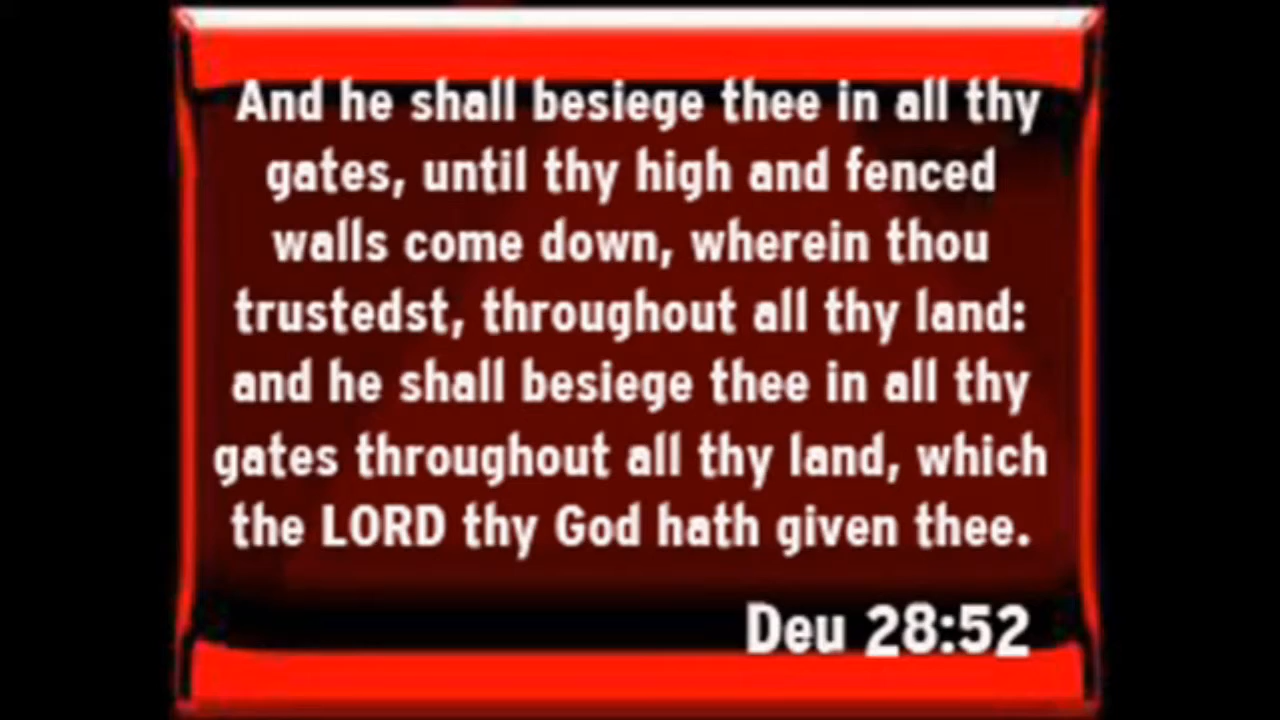 And he shall besiege thee in all thy
gates, until thy high and fenced
walls come down, wherein thou
trustedst, throughout all thy land:
and he shall besiege thee in all thy
gates throughout all thy land, which
the LORD thy God hath given thee.
Deu 28:52